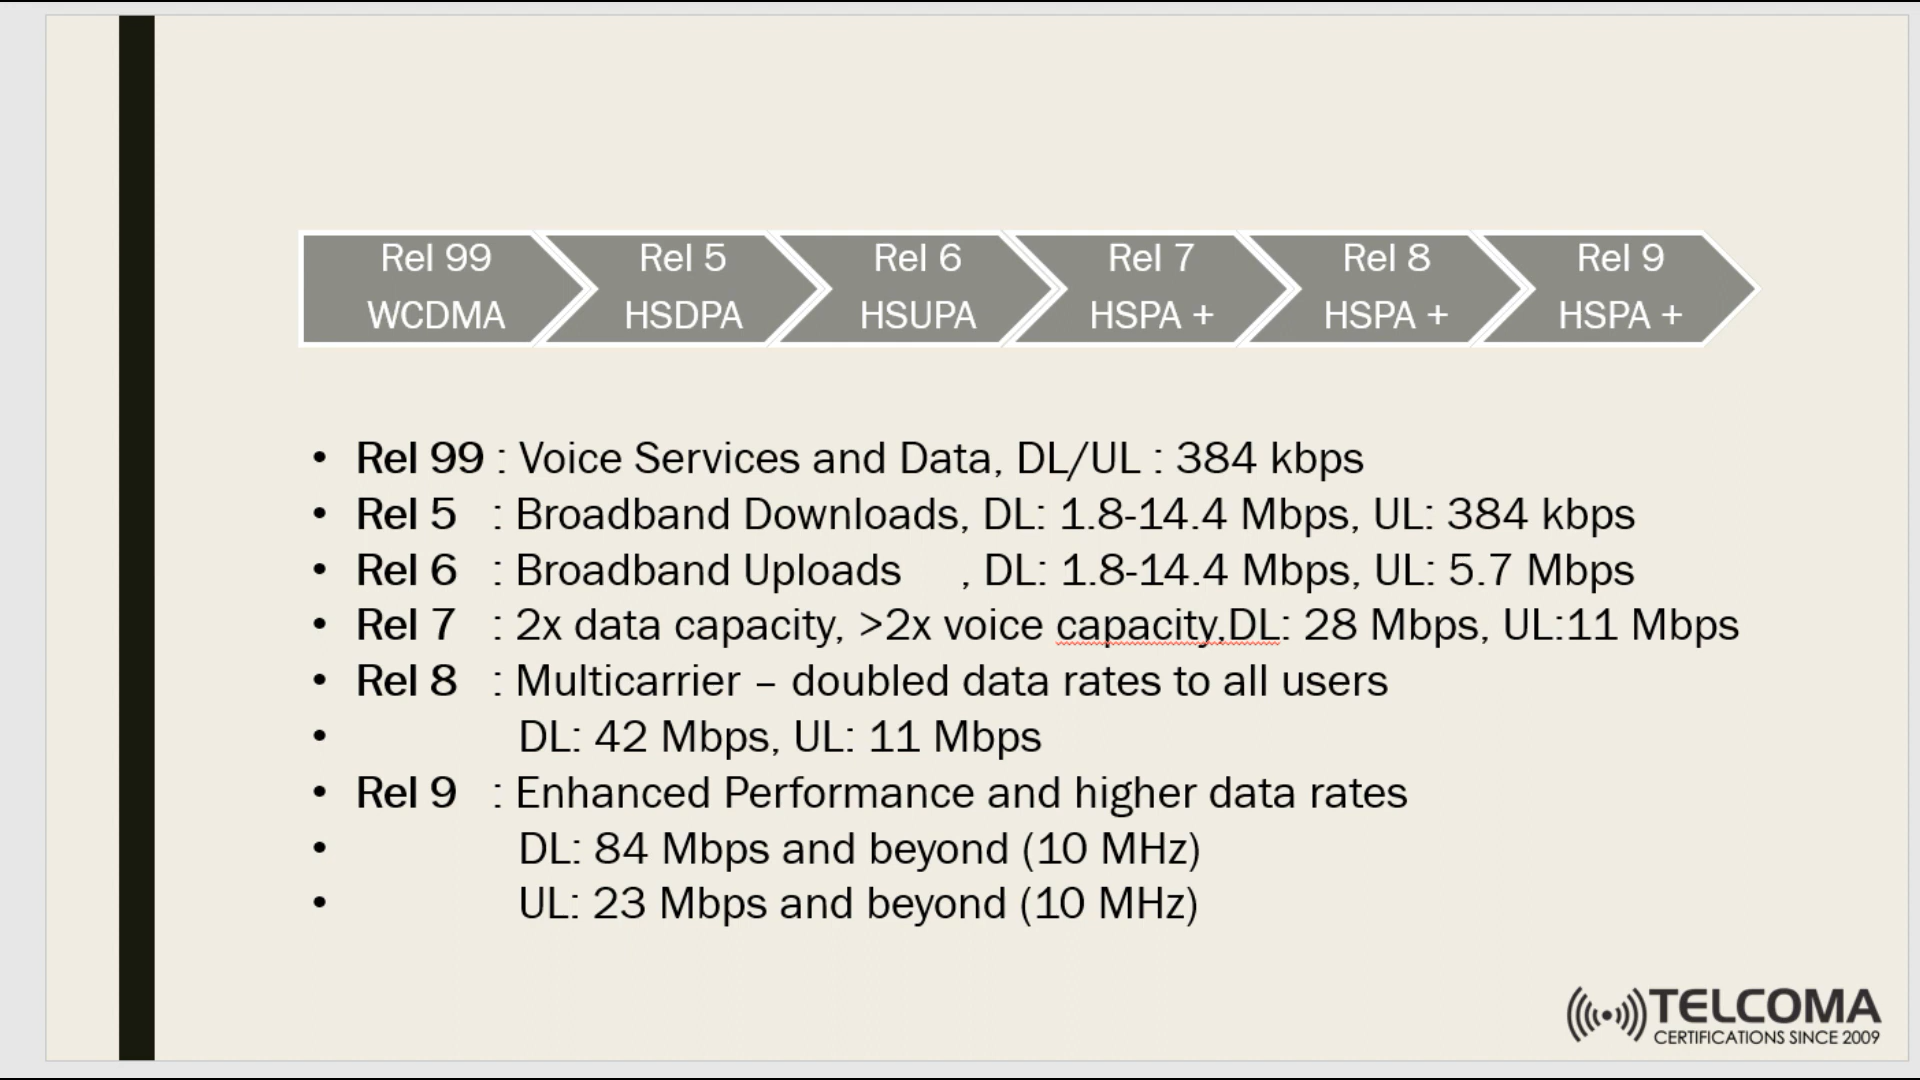 Rel 99 Rel 5 Rel 6 Rel 7 Rel 8 Rel 9
WCDMA HSDPA HSUPA HSPA + HSPA + HSPA +
• Rel 99 : Voice Services and Data, DL/UL : 384 kbps
• Rel 5 : Broadband Downloads, DL: 1.8-14.4 Mbps, UL: 384 kbps
• Rel 6 : Broadband Uploads , DL: 1.8-14.4 Mbps, UL: 5.7 Mbps
• Rel 7 : 2x data capacity, >2x voice capacity,DL: 28 Mbps, UL:11 Mbps
• Rel 8 : Multicarrier – doubled data rates to all users
• DL: 42 Mbps, UL: 11 Mbps
• Rel 9 : Enhanced Performance and higher data rates
• DL: 84 Mbps and beyond (10 MHz)
• UL: 23 Mbps and beyond (10 MHz)
TELCOMA
CERTIFICATIONS SINCE 2009